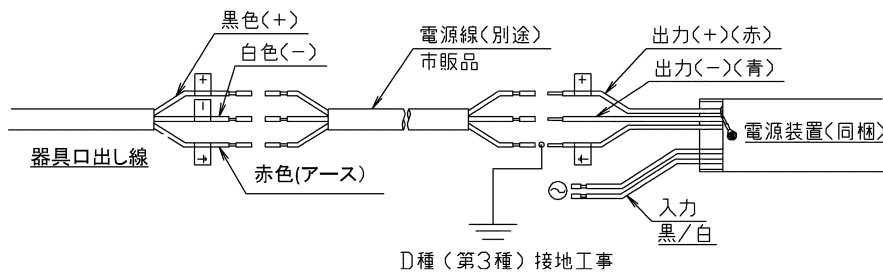 黒色(+)
白色(-)
電源線(別途)
市販品
出力(+)(赤)
出力(-)(青)
+
-
+
-
器具口出し線
赤色(アース)
電源装置(同梱)
入力
黒/白
D種(第3種)接地工事